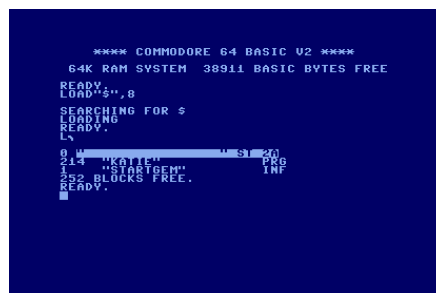 **** COMMODORE 64 BASIC V2 ****
64K RAM SYSTEM 38911 BASIC BYTES FREE
READY.
LOAD"$",8
SEARCHING FOR $
LOADING
READY.
0 " " ST 2A
214 "KATIE" PRG
1 "STARTGEM" INF
252 BLOCKS FREE.
READY.